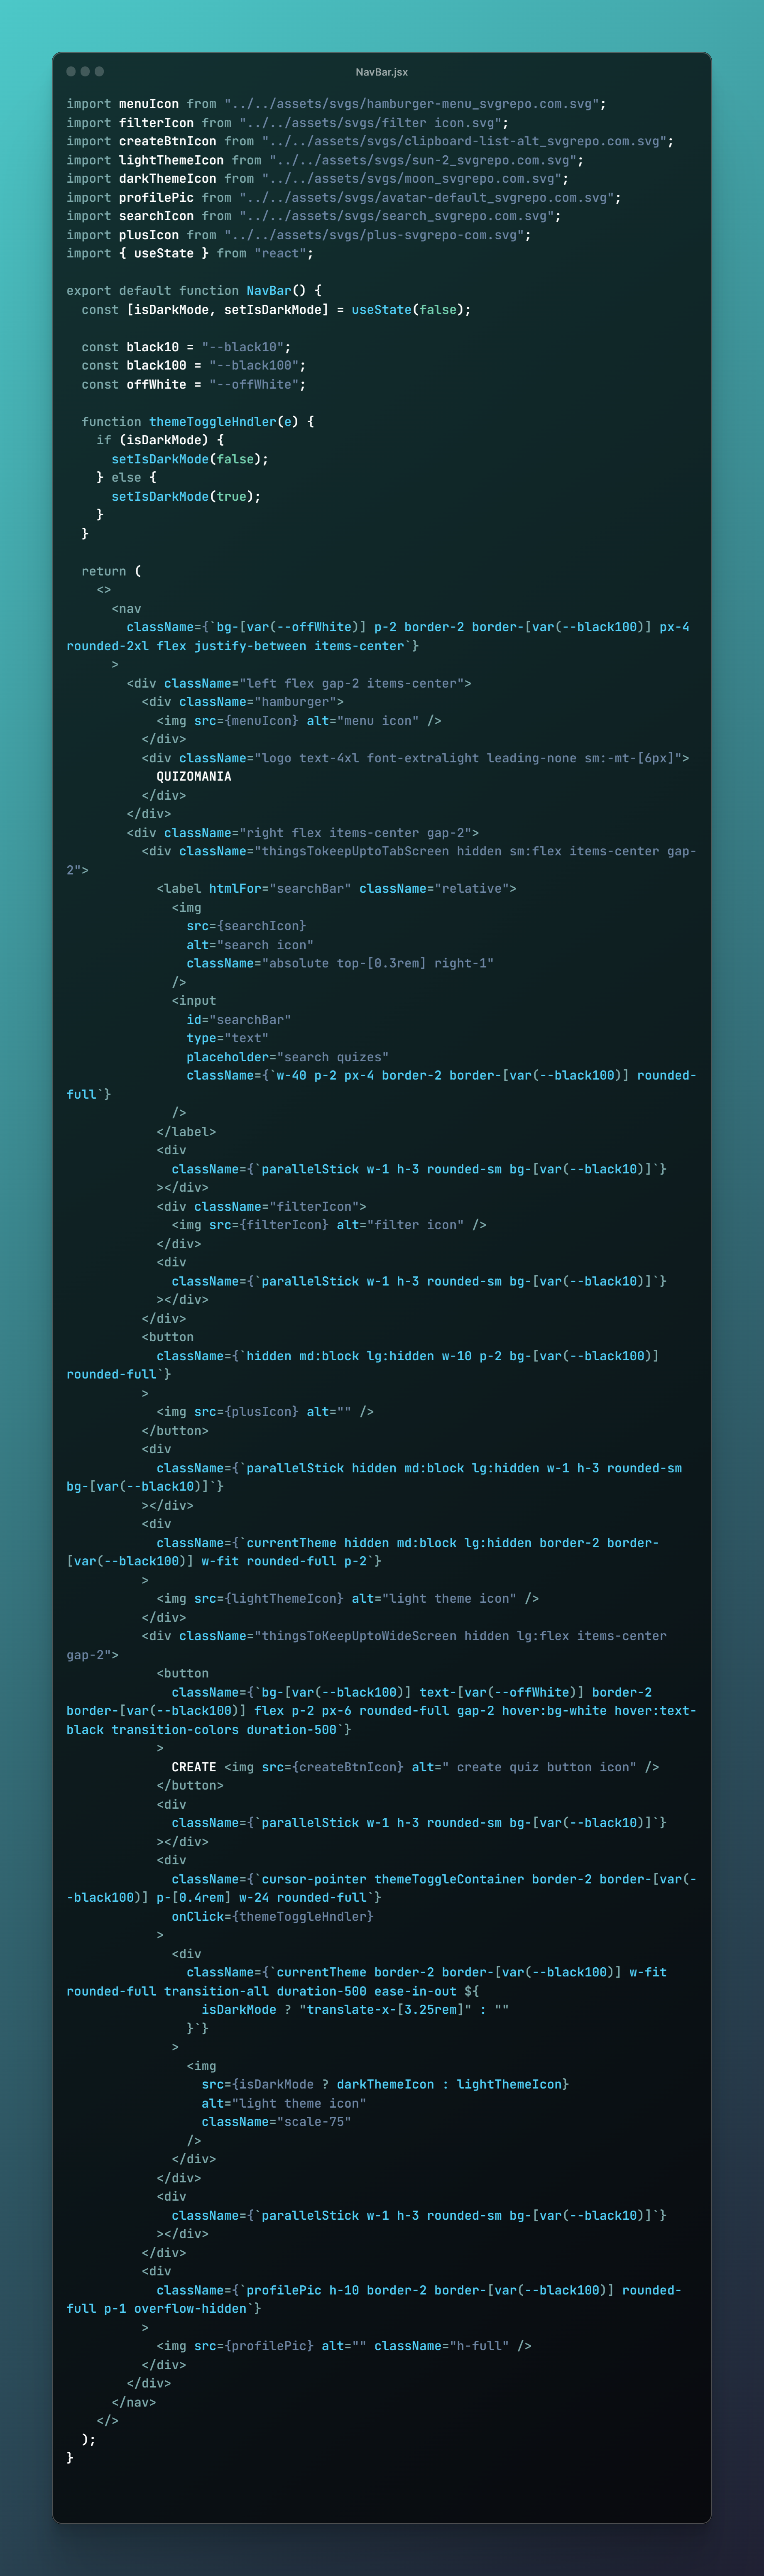 NavBar.jsx
import menuIcon from "../../assets/svgs/hamburger-menu_svgrepo.com.svg";
import filterIcon from "../../assets/svgs/filter icon.svg";
import createBtnIcon from "../../assets/svgs/clipboard-list-alt_svgrepo.com.svg";
import lightThemeIcon from "../../assets/svgs/sun-2_svgrepo.com.svg";
import darkThemeIcon from "../../assets/svgs/moon_svgrepo.com.svg";
import profilePic from "../../assets/svgs/avatar-default_svgrepo.com.svg";
import searchIcon from "../../assets/svgs/search_svgrepo.com.svg";
import plusIcon from "../../assets/svgs/plus-svgrepo-com.svg";
import { useState } from "react";

export default function NavBar() {
  const [isDarkMode, setIsDarkMode] = useState(false);

  const black10 = "--black10";
  const black100 = "--black100";
  const offWhite = "--offWhite";

  function themeToggleHndler(e) {
    if (isDarkMode) {
      setIsDarkMode(false);
    } else {
      setIsDarkMode(true);
    }
  }

  return (
    <>
      <nav
        className={`bg-[var(--offWhite)] p-2 border-2 border-[var(--black100)] px-4
rounded-2xl flex justify-between items-center`}
      >
        <div className="left flex gap-2 items-center">
          <div className="hamburger">
            <img src={menuIcon} alt="menu icon" />
          </div>
          <div className="logo text-4xl font-extralight leading-none sm:-mt-[6px]">
            QUIZOMANIA
          </div>
        </div>
        <div className="right flex items-center gap-2">
          <div className="thingsTokeepUptoTabScreen hidden sm:flex items-center gap-
2">
            <label htmlFor="searchBar" className="relative">
              <img
                src={searchIcon}
                alt="search icon"
                className="absolute top-[0.3rem] right-1"
              />
              <input
                id="searchBar"
                type="text"
                placeholder="search quizes"
                className={`w-40 p-2 px-4 border-2 border-[var(--black100)] rounded-
full`}
              />
            </label>
            <div
              className={`parallelStick w-1 h-3 rounded-sm bg-[var(--black10)]`}
            ></div>
            <div className="filterIcon">
              <img src={filterIcon} alt="filter icon" />
            </div>
            <div
              className={`parallelStick w-1 h-3 rounded-sm bg-[var(--black10)]`}
            ></div>
          </div>
          <button
            className={`hidden md:block lg:hidden w-10 p-2 bg-[var(--black100)]
rounded-full`}
          >
            <img src={plusIcon} alt="" />
          </button>
          <div
            className={`parallelStick hidden md:block lg:hidden w-1 h-3 rounded-sm
bg-[var(--black10)]`}
          ></div>
          <div
            className={`currentTheme hidden md:block lg:hidden border-2 border-
[var(--black100)] w-fit rounded-full p-2`}
          >
            <img src={lightThemeIcon} alt="light theme icon" />
          </div>
          <div className="thingsToKeepUptoWideScreen hidden lg:flex items-center
gap-2">
            <button
              className={`bg-[var(--black100)] text-[var(--offWhite)] border-2
border-[var(--black100)] flex p-2 px-6 rounded-full gap-2 hover:bg-white hover:text-
black transition-colors duration-500`}
            >
              CREATE <img src={createBtnIcon} alt=" create quiz button icon" />
            </button>
            <div
              className={`parallelStick w-1 h-3 rounded-sm bg-[var(--black10)]`}
            ></div>
            <div
              className={`cursor-pointer themeToggleContainer border-2 border-[var(-
-black100)] p-[0.4rem] w-24 rounded-full`}
              onClick={themeToggleHndler}
            >
              <div
                className={`currentTheme border-2 border-[var(--black100)] w-fit
rounded-full transition-all duration-500 ease-in-out ${
                  isDarkMode ? "translate-x-[3.25rem]" : ""
                }`}
              >
                <img
                  src={isDarkMode ? darkThemeIcon : lightThemeIcon}
                  alt="light theme icon"
                  className="scale-75"
                />
              </div>
            </div>
            <div
              className={`parallelStick w-1 h-3 rounded-sm bg-[var(--black10)]`}
            ></div>
          </div>
          <div
            className={`profilePic h-10 border-2 border-[var(--black100)] rounded-
full p-1 overflow-hidden`}
          >
            <img src={profilePic} alt="" className="h-full" />
          </div>
        </div>
      </nav>
    </>
  );
}